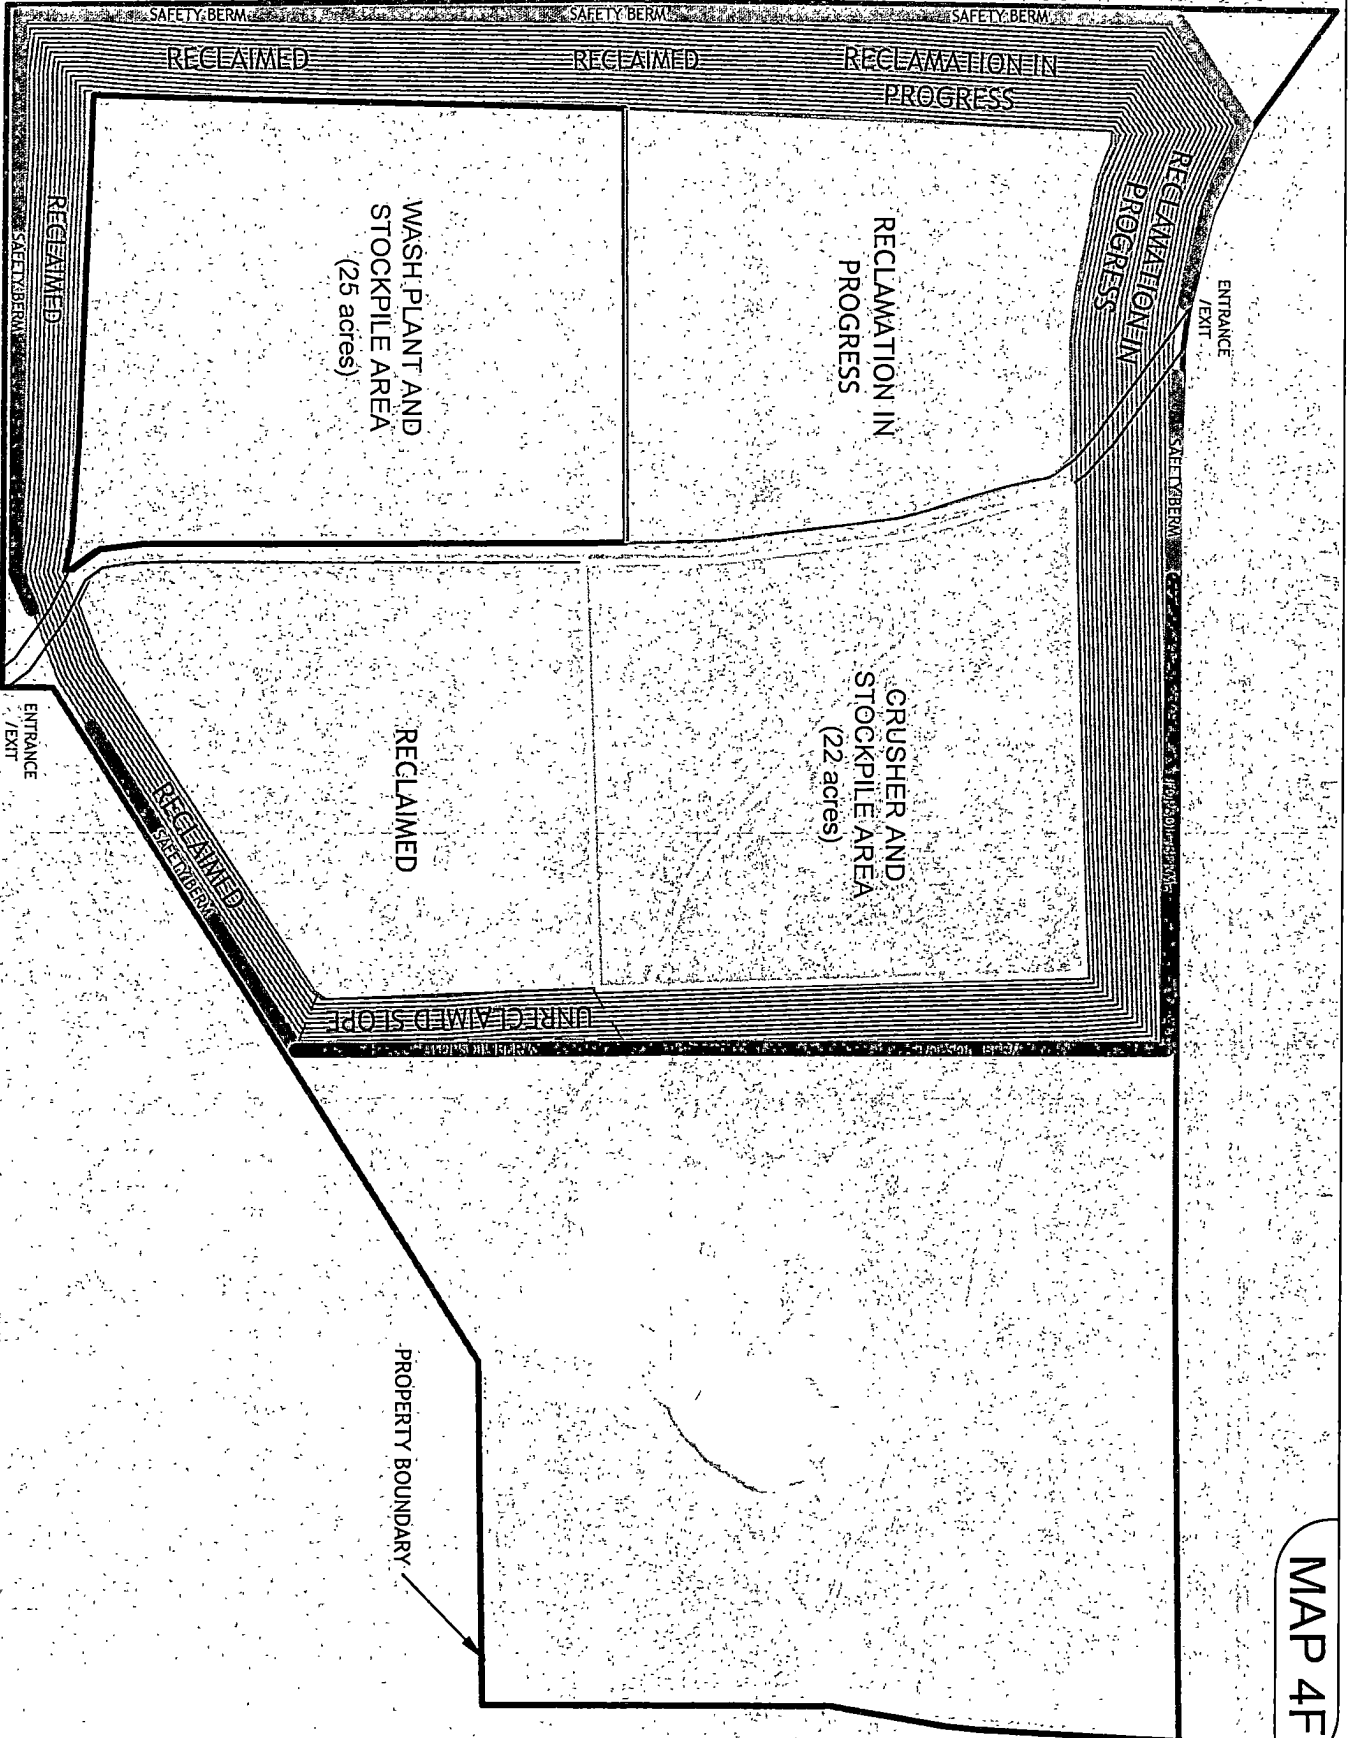 MAP 4F
ENTRANCE
/EXIT
SAFETY BERM
RECLAMATION IN
PROGRESS
SAFETY BERM
RECLAMATION IN
PROGRESS
RECLAMATION IN
PROGRESS
CRUSHER AND
STOCKPILE AREA
(22 acres)
SAFETY BERM
RECLAIMED
WASH PLANT AND
STOCKPILE AREA
(25 acres)
RECLAIMED
UNRECLAIMED SLOPE
SAFETY BERM
RECLAIMED
RECLAIMED
SAFETY BERM
RECLAIMED
SAFETY BERM
ENTRANCE
/EXIT
PROPERTY BOUNDARY